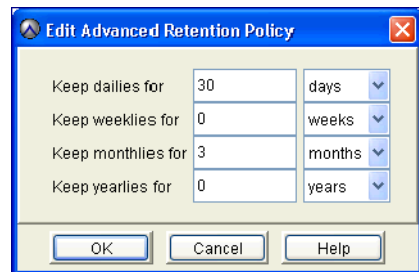 Edit Advanced Retention Policy
Keep dailies for 30 days
Keep weeklies for 0 weeks
Keep monthlies for 3 months
Keep yearlies for 0 years
OK Cancel Help